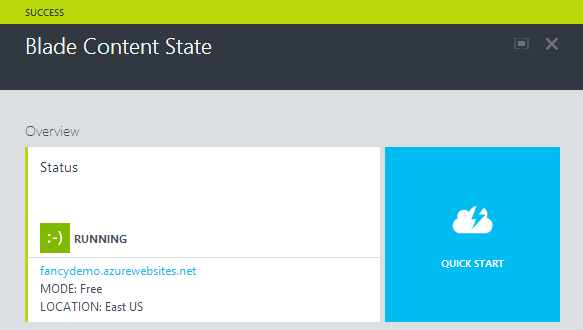 SUCCESS
Blade Content State
Overview
Status
:-) RUNNING
fancydemo.azurewebsites.net
MODE: Free
LOCATION: East US
QUICK START